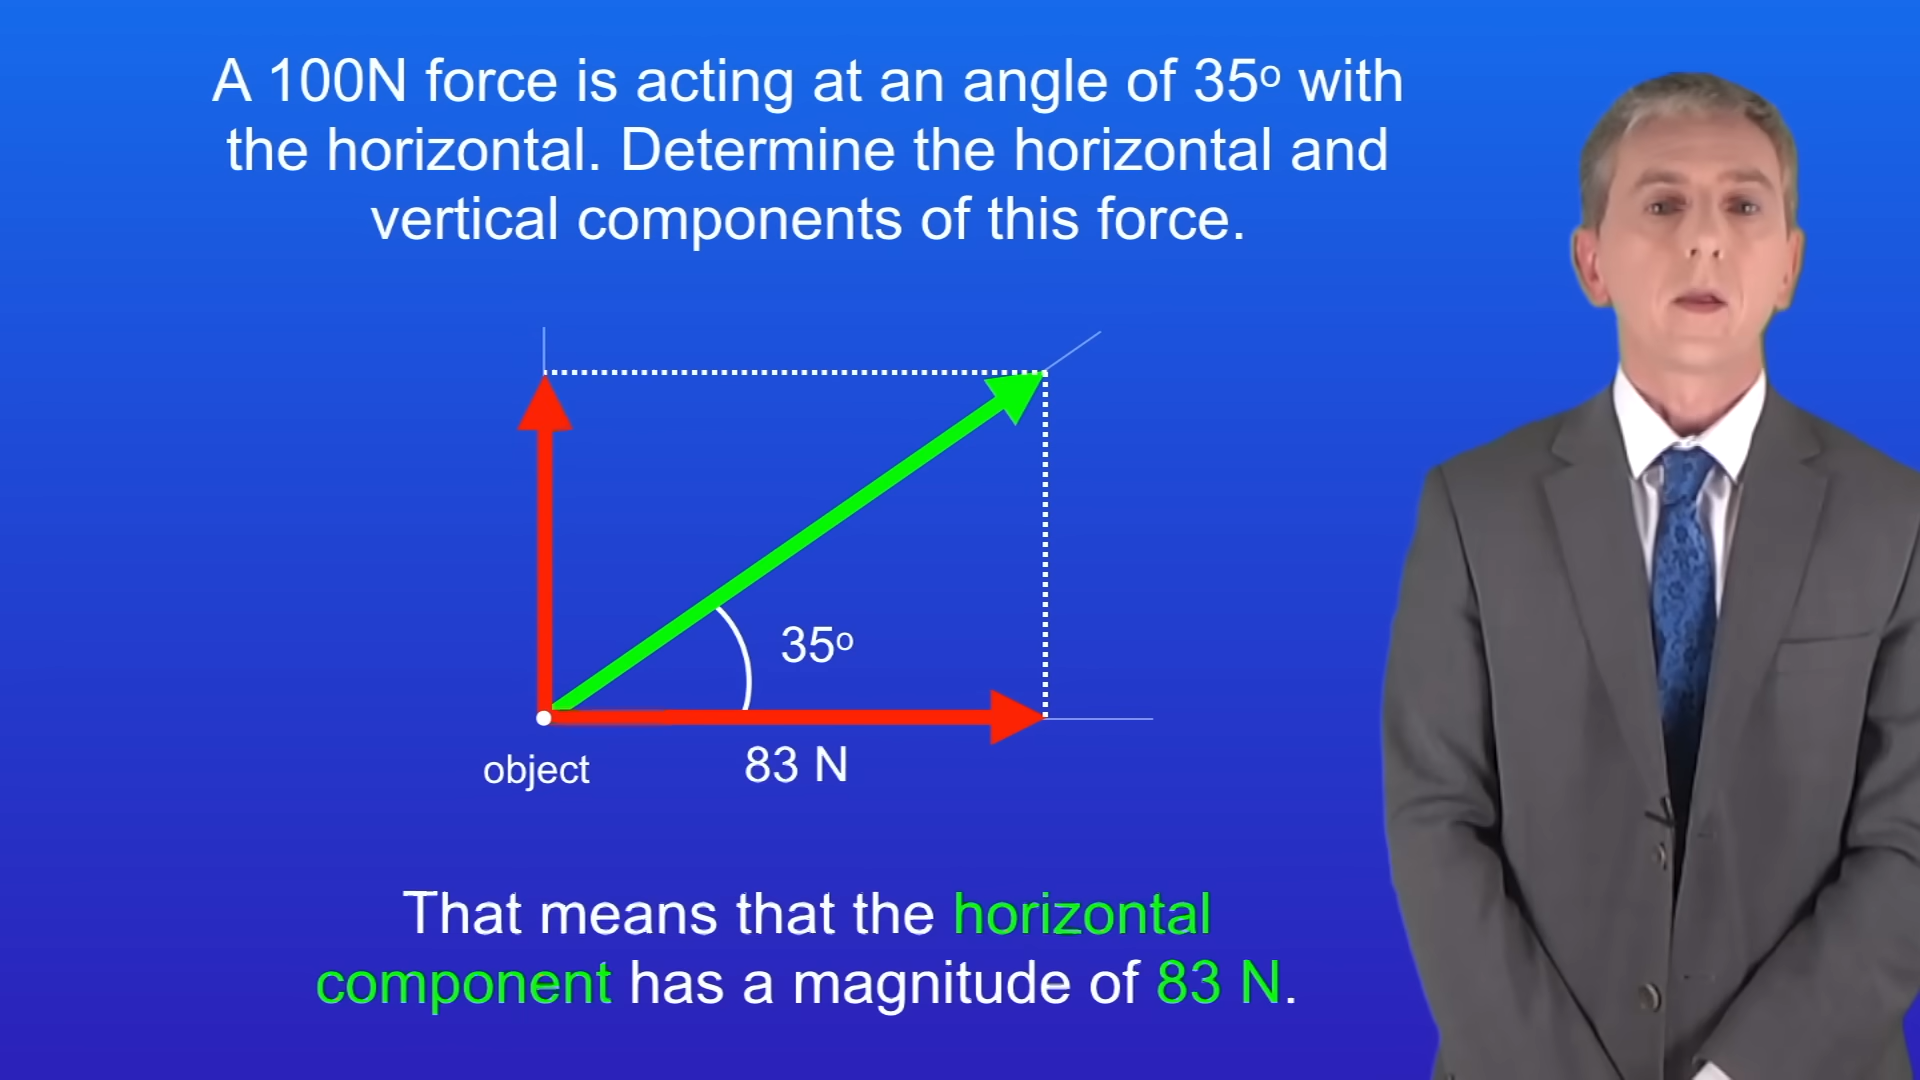 A 100N force is acting at an angle of 35º with
the horizontal. Determine the horizontal and
vertical components of this force.
35º
83 N
object
That means that the horizontal
component has a magnitude of 83 N.